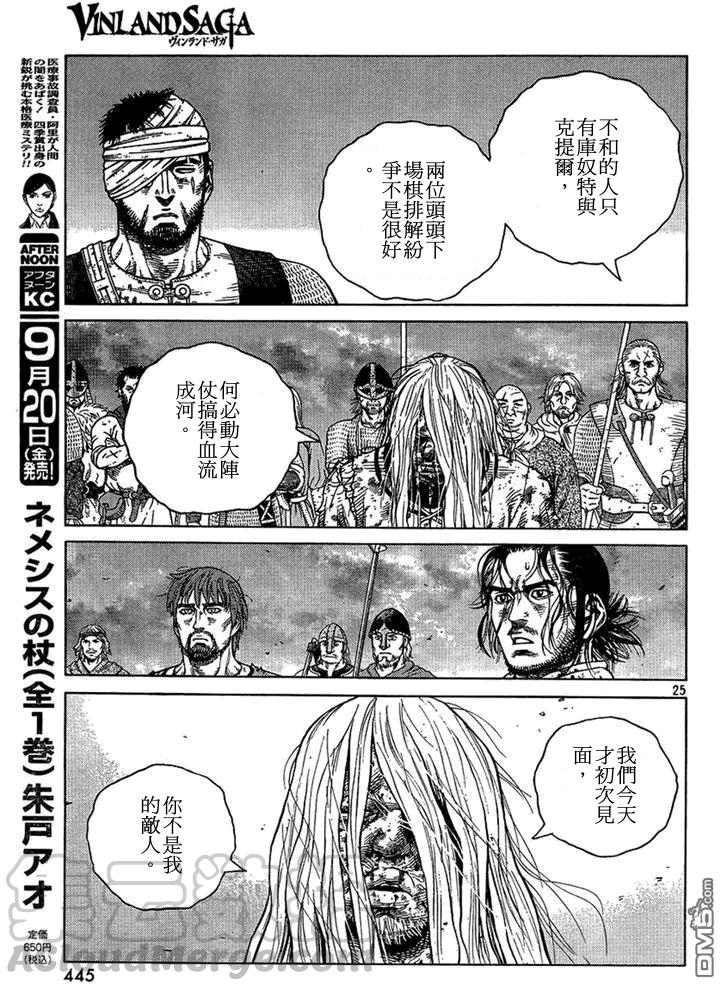 VINLAND SAGA
ヴィンランド・サガ
不和的人只
有庫奴特與
克提爾，
兩位頭頭下
場棋排解紛
爭不是很好
。
何必動大陣
仗搞得血流
成河。
25
我們今天
才初次見
面，
你不是我
的敵人。
医療事故調査員・阿里が人間
の闇をあばく！ 四季賞出身の
新鋭が挑む本格医療ミステリ!!
AFTER
NOON
アフタ
ヌーン
KC
9月20日(金)発売!
ネメシスの杖(全1巻) 朱戸アオ
定価
650円
(税込)
445
AcloudMerge.com
DM5